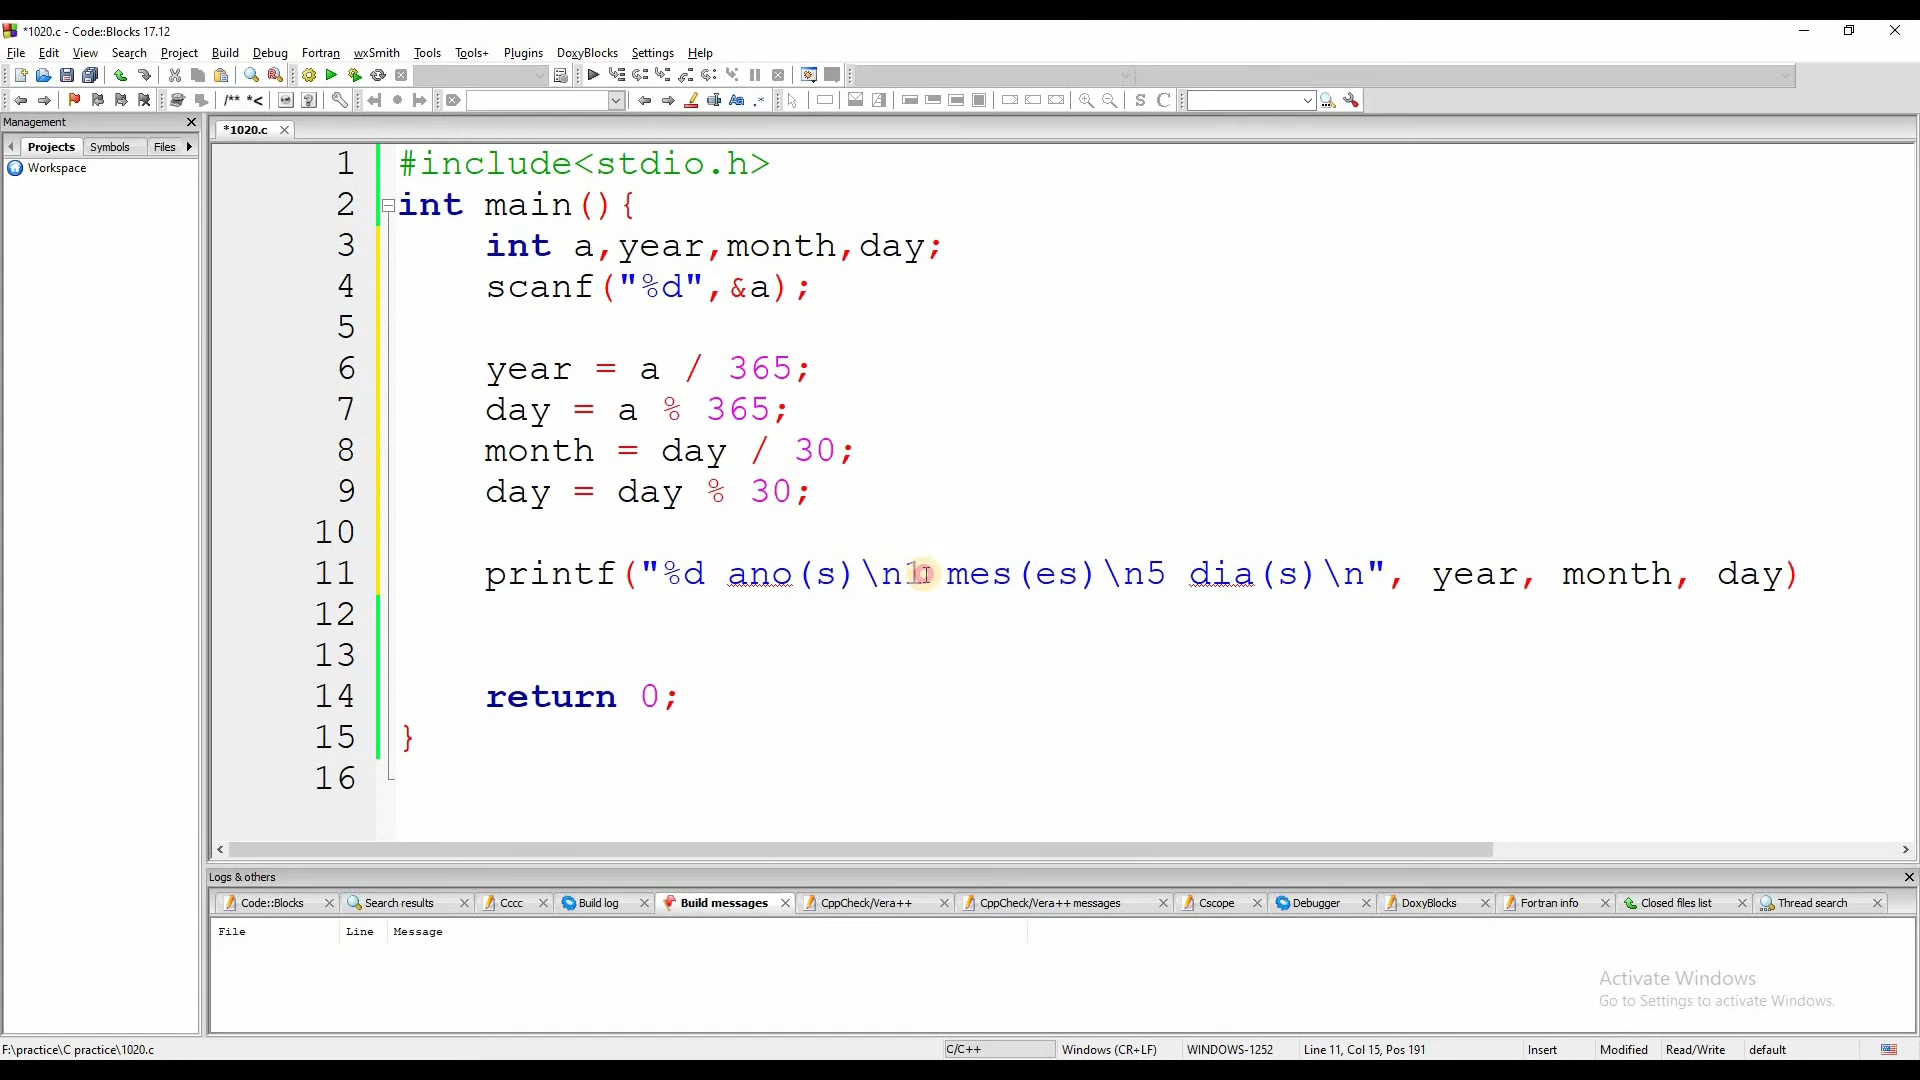 *1020.c - Code::Blocks 17.12
File Edit View Search Project Build Debug Fortran wxSmith Tools Tools+ Plugins DoxyBlocks Settings Help
/** *<
Aa .* S C
Management
*1020.c
Projects Symbols Files
Workspace
1 #include<stdio.h>
2 int main(){
3 int a,year,month,day;
4 scanf("%d",&a);
5
6 year = a / 365;
7 day = a % 365;
8 month = day / 30;
9 day = day % 30;
10
11 printf("%d ano(s)\n1 mes(es)\n5 dia(s)\n", year, month, day)
12
13
14 return 0;
15 }
16
Logs & others
Code::Blocks Search results Cccc Build log Build messages CppCheck/Vera++ CppCheck/Vera++ messages Cscope Debugger DoxyBlocks Fortran info Closed files list Thread search
File Line Message
Activate Windows
Go to Settings to activate Windows.
F:\practice\C practice\1020.c C/C++ Windows (CR+LF) WINDOWS-1252 Line 11, Col 15, Pos 191 Insert Modified Read/Write default